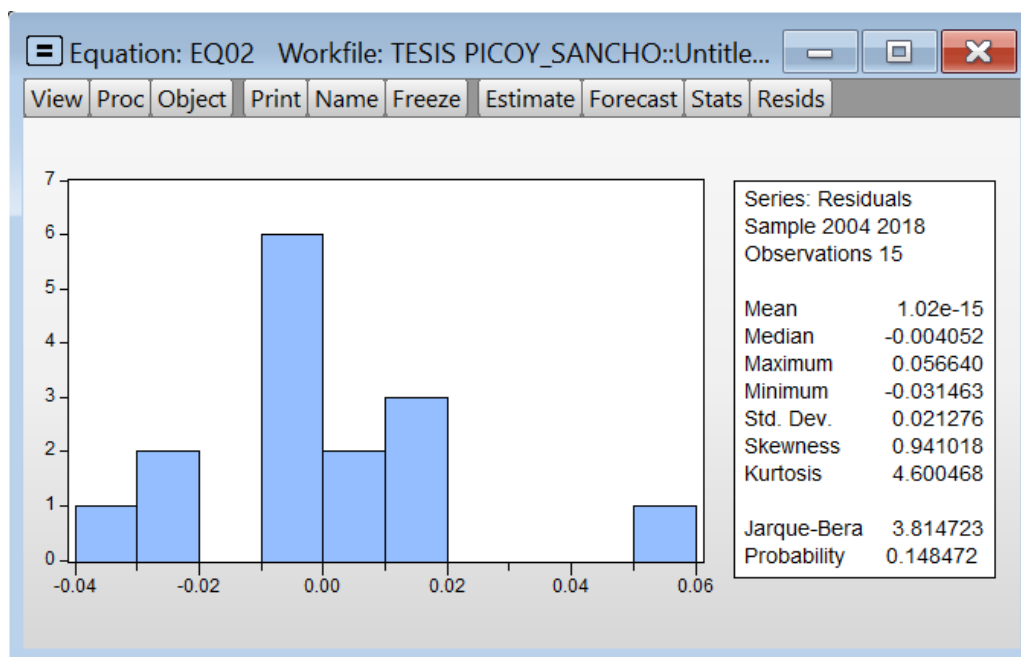 Equation: EQ02 Workfile: TESIS PICOY_SANCHO::Untitle...
View Proc Object Print Name Freeze Estimate Forecast Stats Resids
7
6
5
4
3
2
1
0
-0.04 -0.02 0.00 0.02 0.04 0.06
Series: Residuals
Sample 2004 2018
Observations 15
Mean 1.02e-15
Median -0.004052
Maximum 0.056640
Minimum -0.031463
Std. Dev. 0.021276
Skewness 0.941018
Kurtosis 4.600468
Jarque-Bera 3.814723
Probability 0.148472